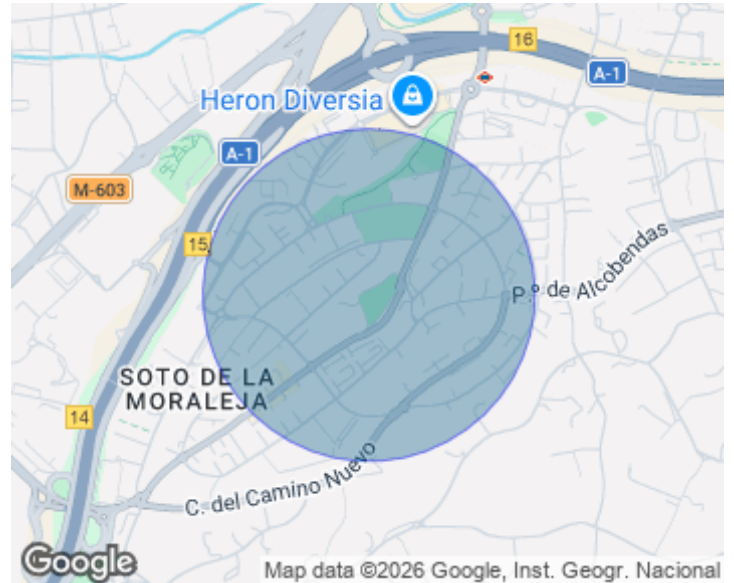 16
A-1
Heron Diversia
A-1
M-603
15
P.º de Alcobendas
SOTO DE LA
MORALEJA
14
C. del Camino Nuevo
Google
Map data ©2026 Google, Inst. Geogr. Nacional